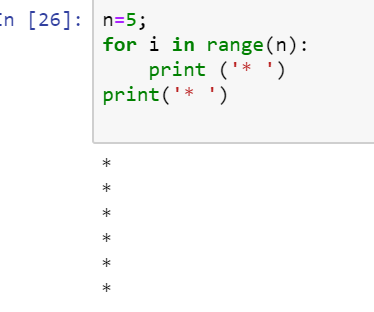 In [26]: n=5;
for i in range(n):
    print ('* ')
print('* ')
*
*
*
*
*
*